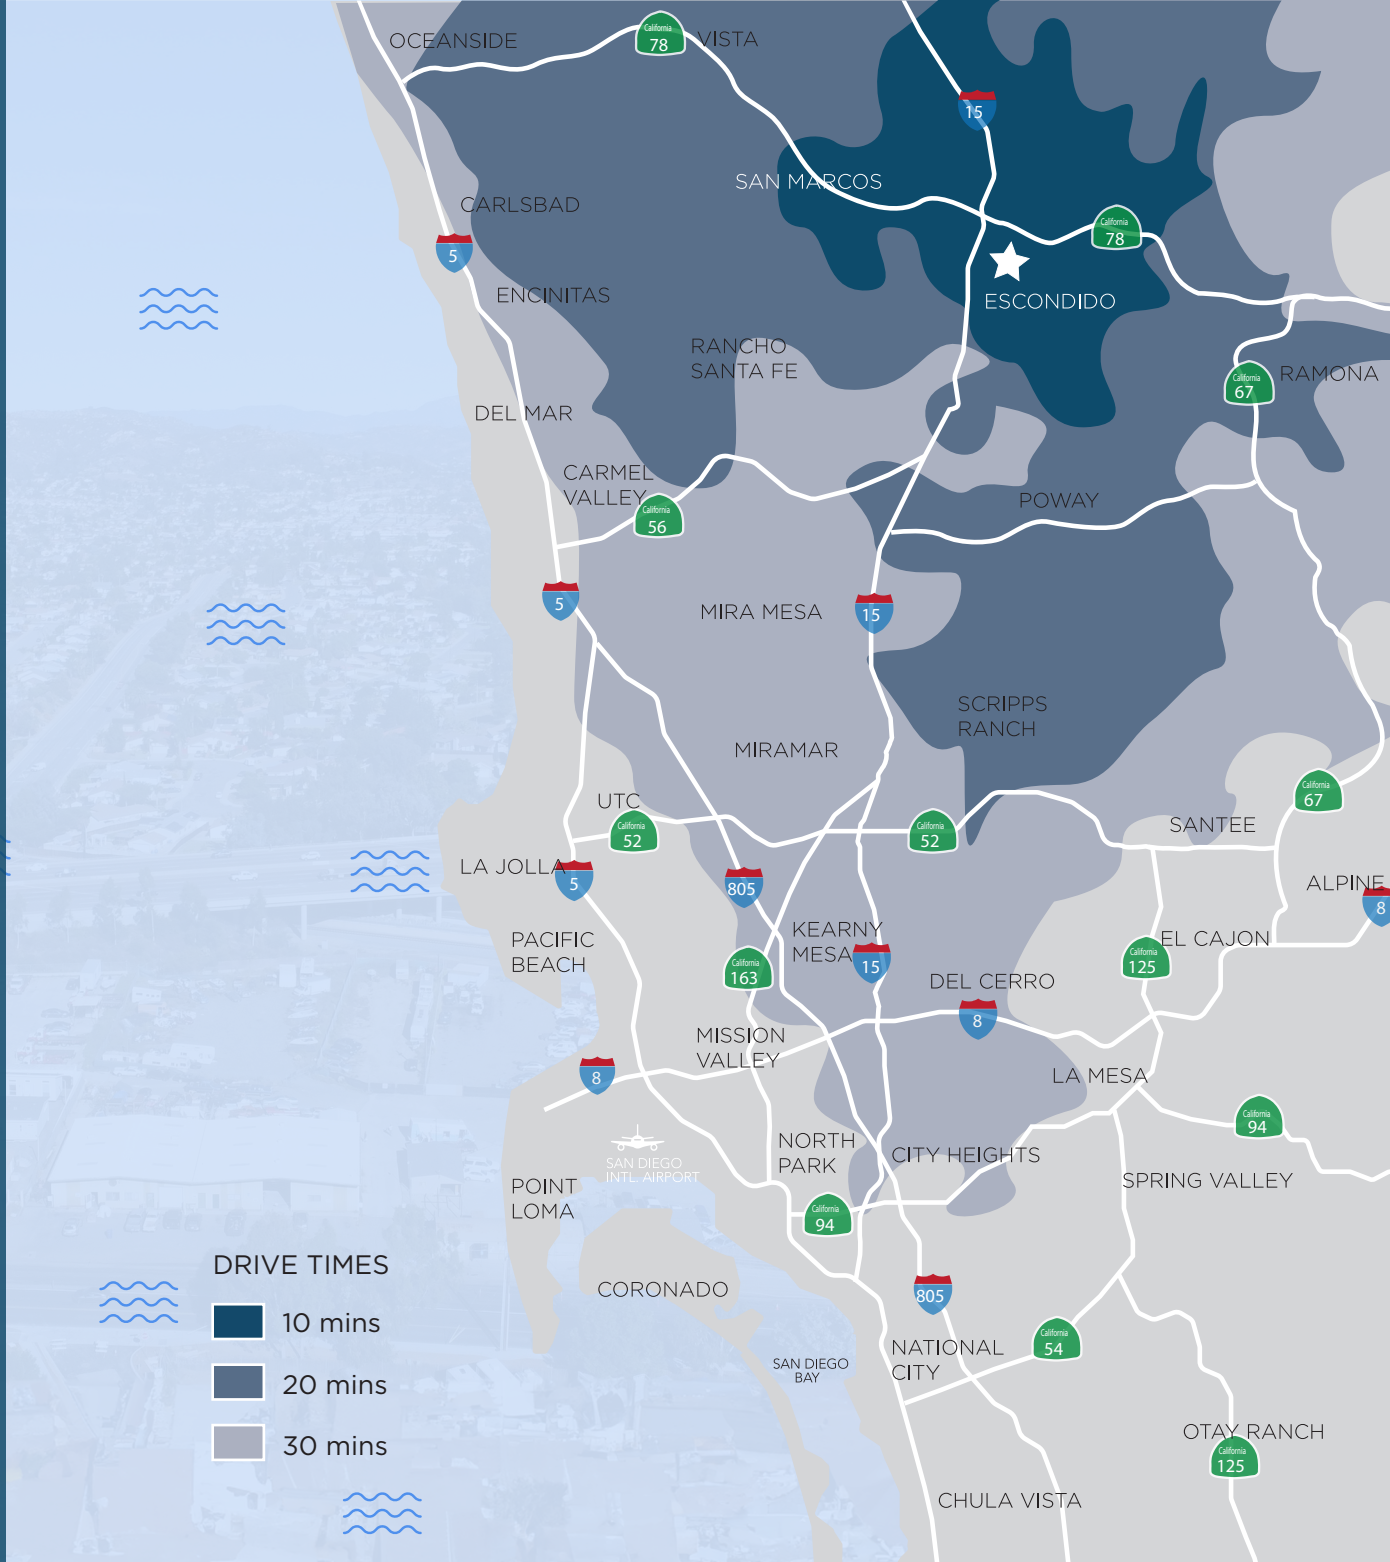 OCEANSIDE
California
78
VISTA
15
SAN MARCOS
CARLSBAD
California
78
5
ENCINITAS
ESCONDIDO
RANCHO
SANTA FE
California
67
RAMONA
DEL MAR
CARMEL
VALLEY
California
56
POWAY
5
MIRA MESA
15
SCRIPPS
RANCH
MIRAMAR
California
67
UTC
California
52
California
52
SANTEE
LA JOLLA
5
805
ALPINE
8
PACIFIC
BEACH
KEARNY
MESA
15
California
163
EL CAJON
California
125
DEL CERRO
8
MISSION
VALLEY
8
LA MESA
California
94
SAN DIEGO
INTL. AIRPORT
NORTH
PARK
CITY HEIGHTS
SPRING VALLEY
POINT
LOMA
California
94
DRIVE TIMES
10 mins
20 mins
30 mins
CORONADO
805
California
54
NATIONAL
CITY
SAN DIEGO
BAY
OTAY RANCH
California
125
CHULA VISTA